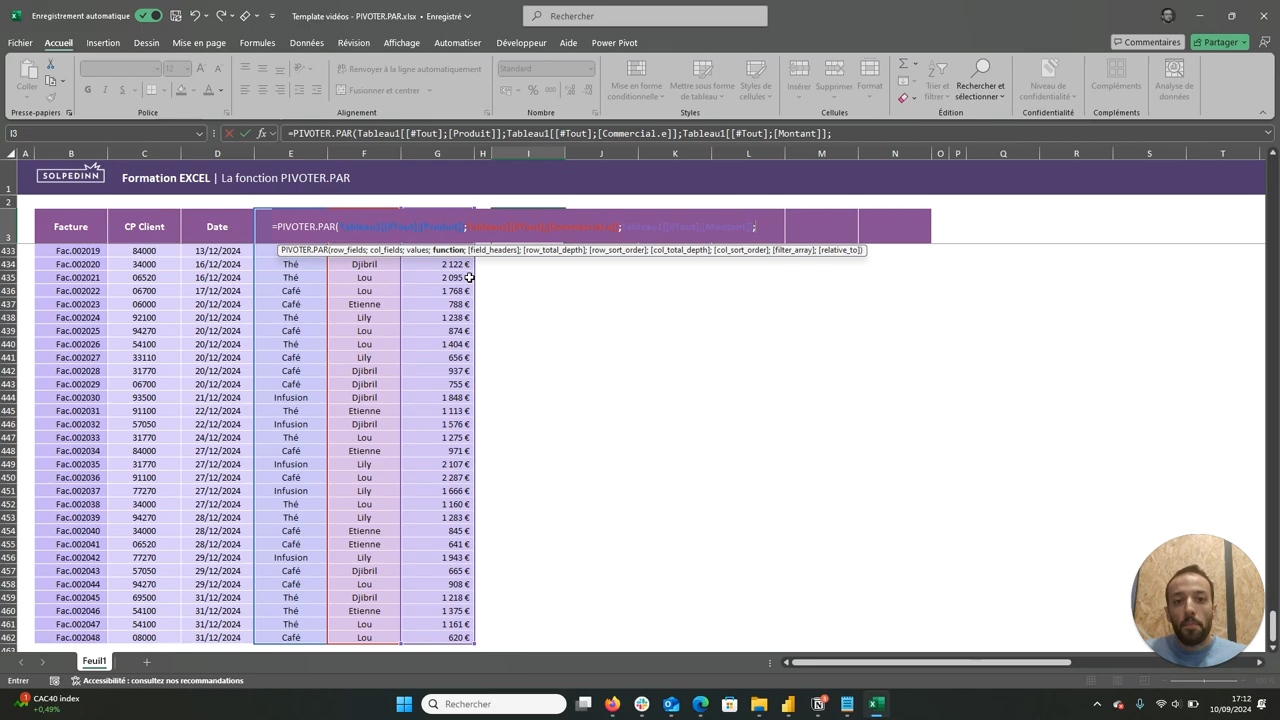 Enregistrement automatique
Template vidéos - PIVOTER.PAR.xlsx • Enregistré
Rechercher
Fichier Accueil Insertion Dessin Mise en page Formules Données Révision Affichage Automatiser Développeur Aide Power Pivot
Commentaires Partager
Coller
Renvoyer à la ligne automatiquement
Standard
Fusionner et centrer
Mise en forme conditionnelle
Mettre sous forme de tableau
Styles de cellules
Insérer
Supprimer
Format
Trier et filtrer
Rechercher et sélectionner
Niveau de confidentialité
Compléments
Analyse de données
Presse-papiers Police Alignement Nombre Styles Cellules Édition Confidentialité Compléments
I3
=PIVOTER.PAR(Tableau1[[#Tout];[Produit]];Tableau1[[#Tout];[Commercial.e]];Tableau1[[#Tout];[Montant]];
A B C D E F G H I J K L M N O P Q R S T
1 SOLPEDINN Formation EXCEL | La fonction PIVOTER.PAR
2
3 Facture CP Client Date =PIVOTER.PAR(Tableau1[[#Tout];[Produit]];Tableau1[[#Tout];[Commercial.e]];Tableau1[[#Tout];[Montant]];
PIVOTER.PAR(row_fields; col_fields; values; function; [field_headers]; [row_total_depth]; [row_sort_order]; [col_total_depth]; [col_sort_order]; [filter_array]; [relative_to])
433 Fac.002019 84000 13/12/2024
434 Fac.002020 34000 16/12/2024 Thé Djibril 2 122 €
435 Fac.002021 06520 16/12/2024 Thé Lou 2 095 €
436 Fac.002022 06700 17/12/2024 Café Lou 1 768 €
437 Fac.002023 06000 20/12/2024 Café Etienne 788 €
438 Fac.002024 92100 20/12/2024 Thé Lily 1 238 €
439 Fac.002025 94270 20/12/2024 Café Lou 874 €
440 Fac.002026 54100 20/12/2024 Thé Lou 1 404 €
441 Fac.002027 33110 20/12/2024 Café Lily 656 €
442 Fac.002028 31770 20/12/2024 Café Djibril 937 €
443 Fac.002029 06700 20/12/2024 Café Djibril 755 €
444 Fac.002030 93500 21/12/2024 Infusion Djibril 1 848 €
445 Fac.002031 91100 22/12/2024 Thé Etienne 1 113 €
446 Fac.002032 57050 22/12/2024 Infusion Djibril 1 576 €
447 Fac.002033 31770 24/12/2024 Thé Lou 1 275 €
448 Fac.002034 84000 27/12/2024 Café Etienne 971 €
449 Fac.002035 31770 27/12/2024 Infusion Lily 2 107 €
450 Fac.002036 91100 27/12/2024 Café Lou 2 287 €
451 Fac.002037 77270 27/12/2024 Infusion Lily 1 666 €
452 Fac.002038 34000 27/12/2024 Thé Lou 1 160 €
453 Fac.002039 94270 28/12/2024 Thé Lily 1 283 €
454 Fac.002040 34000 28/12/2024 Café Etienne 845 €
455 Fac.002041 06520 28/12/2024 Café Etienne 641 €
456 Fac.002042 77270 29/12/2024 Infusion Lily 1 943 €
457 Fac.002043 57050 29/12/2024 Café Djibril 665 €
458 Fac.002044 94270 29/12/2024 Café Lou 908 €
459 Fac.002045 69500 31/12/2024 Thé Djibril 1 218 €
460 Fac.002046 54100 31/12/2024 Thé Etienne 1 375 €
461 Fac.002047 54100 31/12/2024 Thé Lou 1 161 €
462 Fac.002048 08000 31/12/2024 Café Lou 620 €
463
Feuil1
Entrer Accessibilité : consultez nos recommandations 100 %
CAC40 index
+0,49%
Rechercher
17:12
10/09/2024